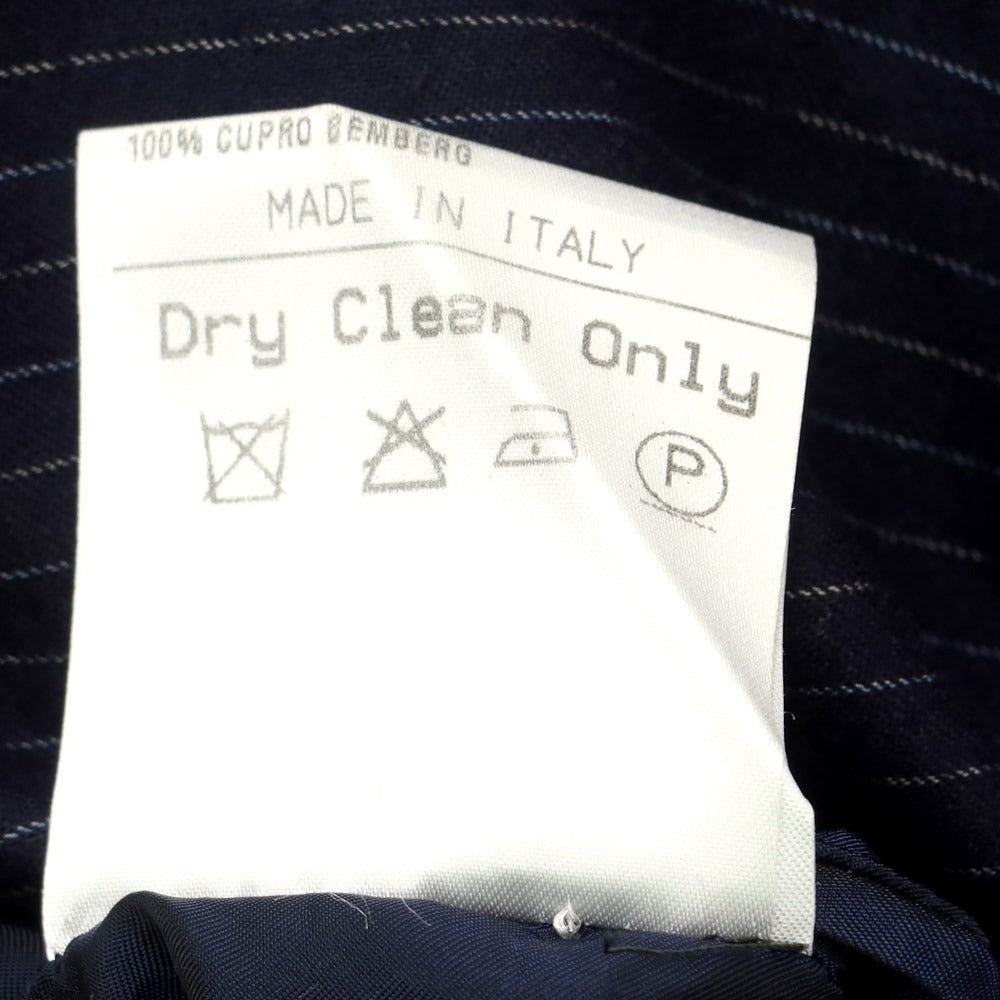 100% CUPRO BEMBERG
MADE IN ITALY
Dry Clean Only
P